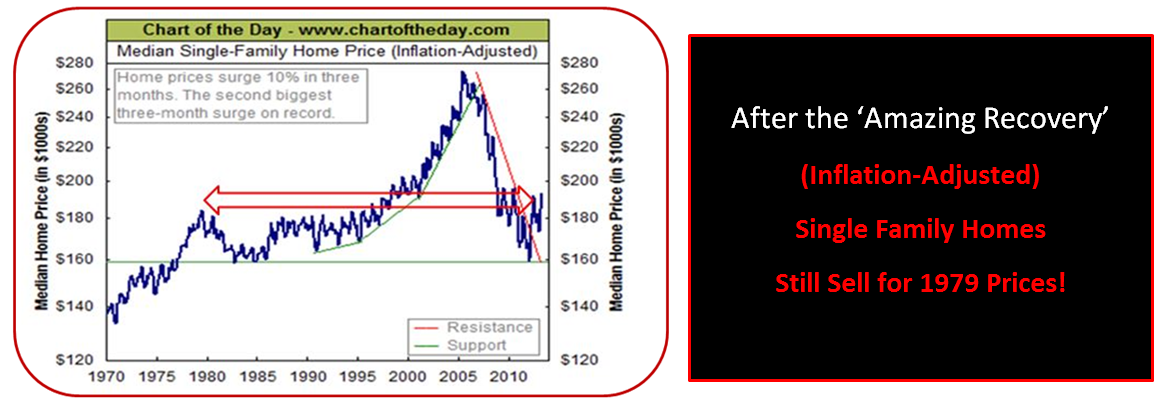 Chart of the Day - www.chartoftheday.com
Median Single-Family Home Price (Inflation-Adjusted)
Home prices surge 10% in three
months. The second biggest
three-month surge on record.
Median Home Price (in $1000s)
$280
$260
$240
$220
$200
$180
$160
$140
$120
$280
$260
$240
$220
$200
$180
$160
$140
$120
Median Home Price (in $1000s)
Resistance
Support
1970 1975 1980 1985 1990 1995 2000 2005 2010
After the ‘Amazing Recovery’
(Inflation-Adjusted)
Single Family Homes
Still Sell for 1979 Prices!